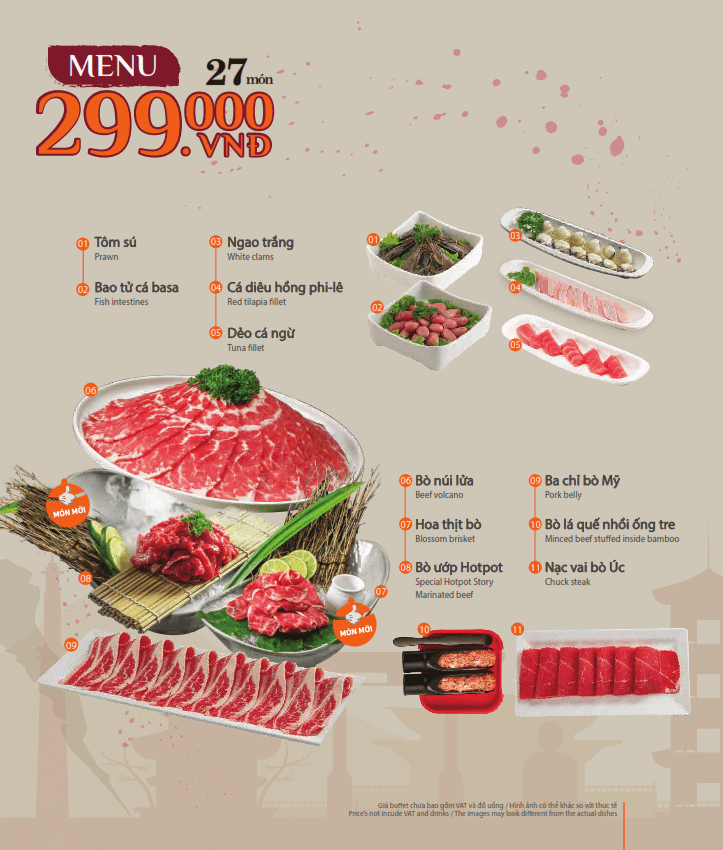 MENU
27 món
299.000
VNĐ
01 Tôm sú
Prawn
02 Bao tử cá basa
Fish intestines
03 Ngao trắng
White clams
04 Cá diêu hồng phi-lê
Red tilapia fillet
05 Dẻo cá ngừ
Tuna fillet
01
02
03
04
05
06
MÓN MỚI
08
07
MÓN MỚI
09
06 Bò núi lửa
Beef volcano
07 Hoa thịt bò
Blossom brisket
08 Bò ướp Hotpot
Special Hotpot Story
Marinated beef
09 Ba chỉ bò Mỹ
Pork belly
10 Bò lá quế nhồi ống tre
Minced beef stuffed inside bamboo
11 Nạc vai bò Úc
Chuck steak
10
11
Giá buffet chưa bao gồm VAT và đồ uống / Hình ảnh có thể khác so với thực tế
Price's not incude VAT and drinks / The Images may look different from the actual dishes